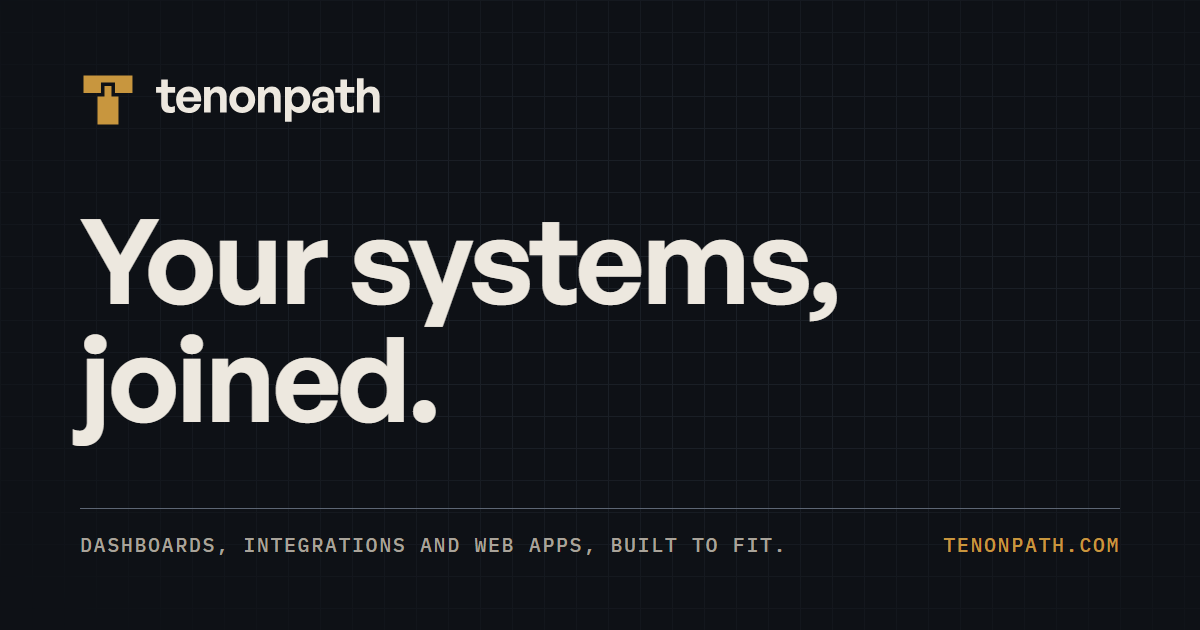 tenonpath
Your systems,
joined.
DASHBOARDS, INTEGRATIONS AND WEB APPS, BUILT TO FIT.
TENONPATH.COM